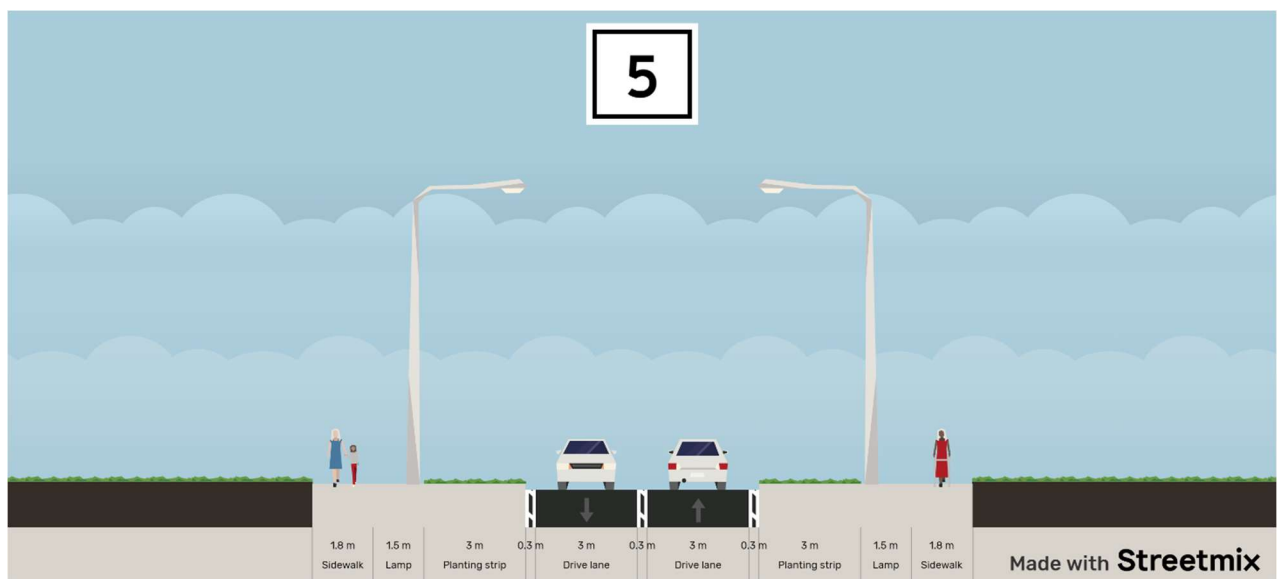 5
1.8 m 1.5 m 3 m 0.3 m 3 m 0.3 m 3 m 0.3 m 3 m 1.5 m 1.8 m
Sidewalk Lamp Planting strip Drive lane Drive lane Planting strip Lamp Sidewalk
Made with Streetmix